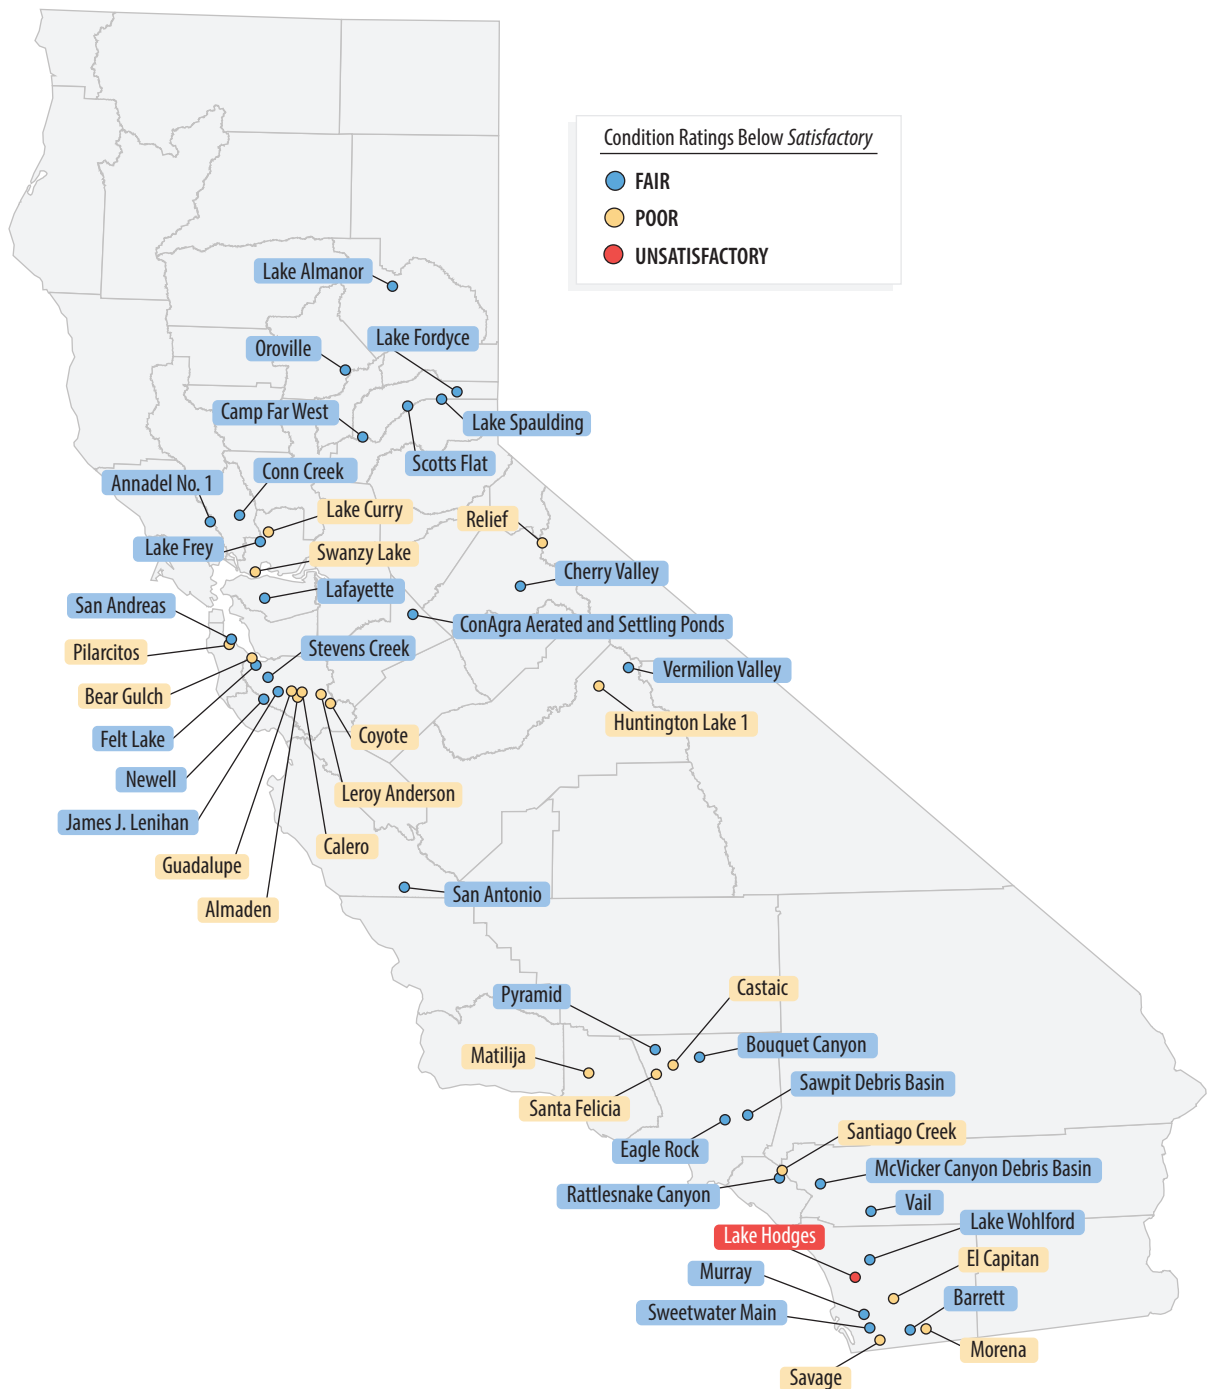 Condition Ratings Below Satisfactory
FAIR
POOR
UNSATISFACTORY
Lake Almanor
Lake Fordyce
Oroville
Camp Far West
Lake Spaulding
Scotts Flat
Conn Creek
Annadel No. 1
Lake Curry
Relief
Lake Frey
Swanzy Lake
Cherry Valley
Lafayette
San Andreas
ConAgra Aerated and Settling Ponds
Stevens Creek
Pilarcitos
Vermilion Valley
Bear Gulch
Huntington Lake 1
Coyote
Felt Lake
Newell
Leroy Anderson
James J. Lenihan
Calero
Guadalupe
San Antonio
Almaden
Castaic
Pyramid
Bouquet Canyon
Matilija
Sawpit Debris Basin
Santa Felicia
Santiago Creek
Eagle Rock
McVicker Canyon Debris Basin
Rattlesnake Canyon
Vail
Lake Wohlford
Lake Hodges
El Capitan
Murray
Barrett
Sweetwater Main
Morena
Savage